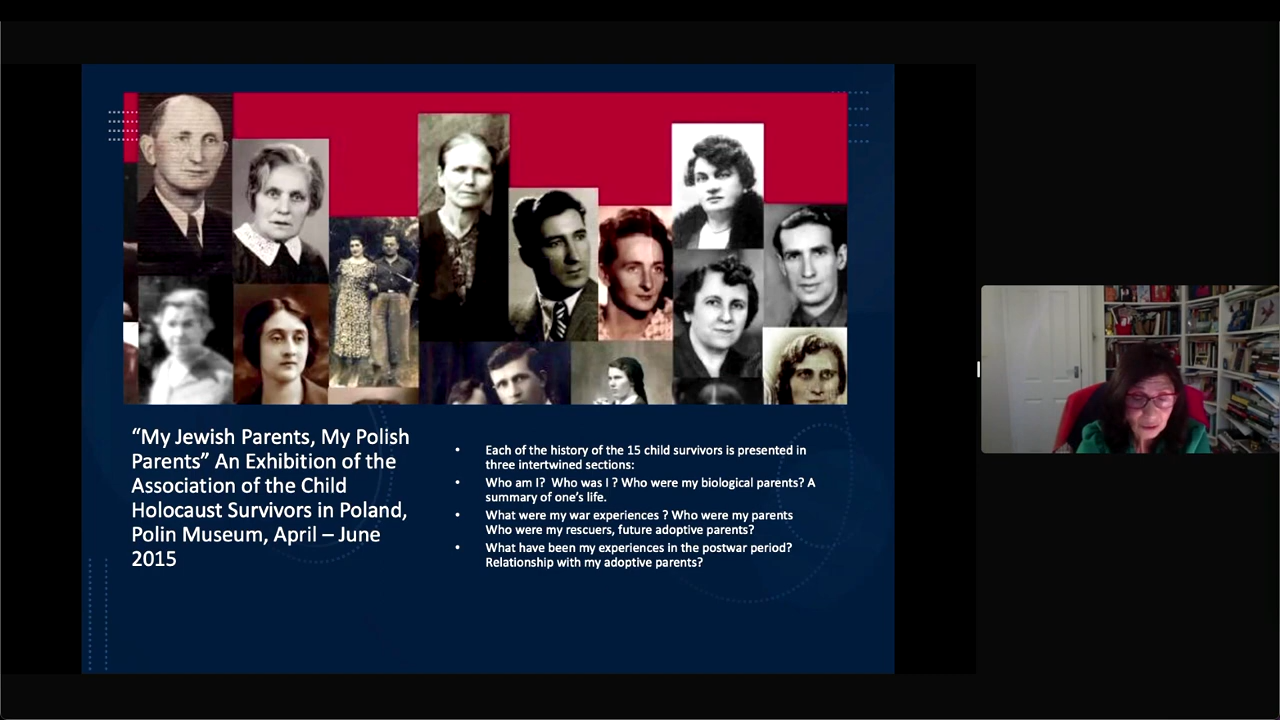 “My Jewish Parents, My Polish
Parents” An Exhibition of the
Association of the Child
Holocaust Survivors in Poland,
Polin Museum, April – June
2015
• Each of the history of the 15 child survivors is presented in
three intertwined sections:
• Who am I?  Who was I ? Who were my biological parents? A
summary of one’s life.
• What were my war experiences ? Who were my parents
Who were my rescuers, future adoptive parents?
• What have been my experiences in the postwar period?
Relationship with my adoptive parents?